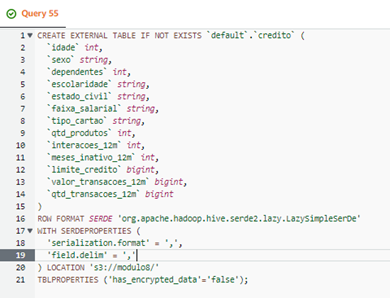 Query 55
1 CREATE EXTERNAL TABLE IF NOT EXISTS `default`.`credito` (
2 `idade` int,
3 `sexo` string,
4 `dependentes` int,
5 `escolaridade` string,
6 `estado_civil` string,
7 `faixa_salarial` string,
8 `tipo_cartao` string,
9 `qtd_produtos` int,
10 `interacoes_12m` int,
11 `meses_inativo_12m` int,
12 `limite_credito` bigint,
13 `valor_transacoes_12m` bigint,
14 `qtd_transacoes_12m` bigint
15 )
16 ROW FORMAT SERDE 'org.apache.hadoop.hive.serde2.lazy.LazySimpleSerDe'
17 WITH SERDEPROPERTIES (
18 'serialization.format' = ',',
19 'field.delim' = ','
20 ) LOCATION 's3://modulo8/'
21 TBLPROPERTIES ('has_encrypted_data'='false');